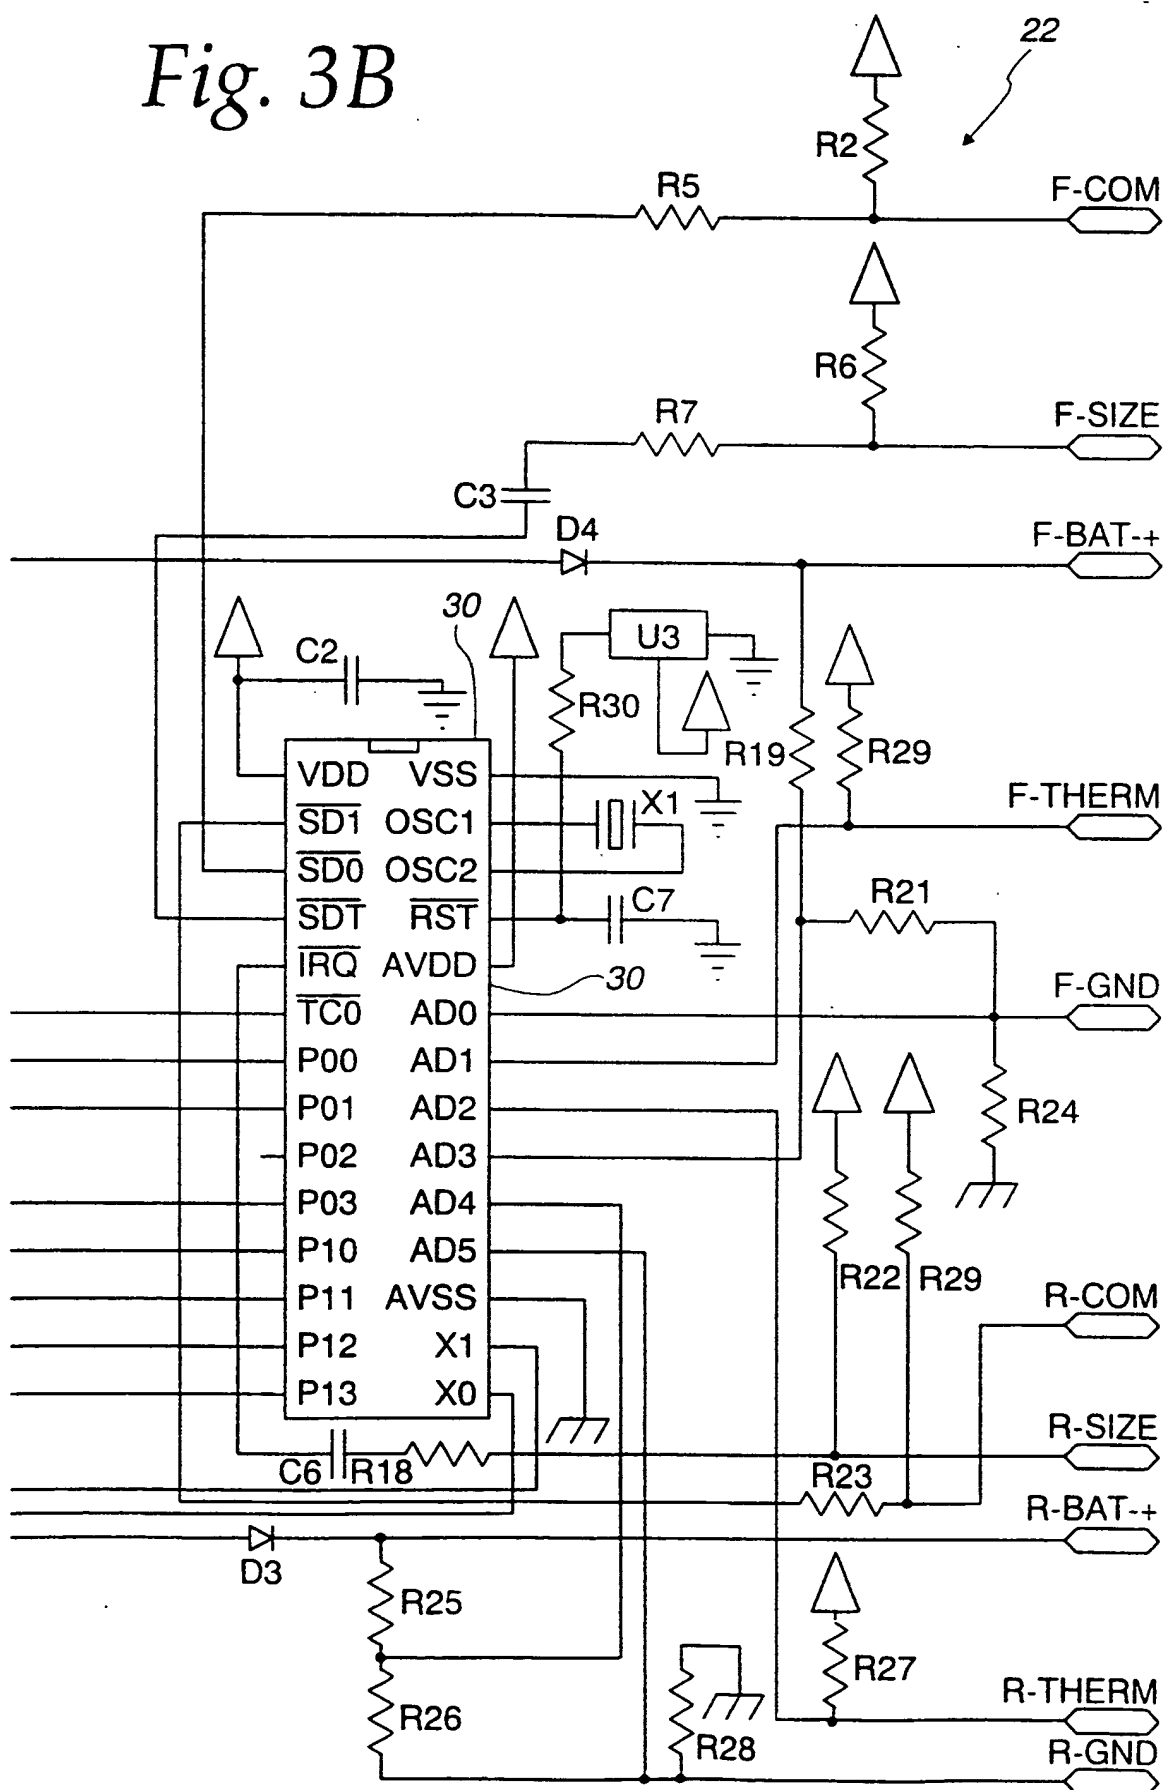 Fig. 3B
22
R2
F-COM
R5
R6
F-SIZE
R7
C3
D4
F-BAT-+
30
U3
C2
R30
R19
R29
VDD VSS
X1
F-THERM
SD1 OSC1
SD0 OSC2
R21
C7
SDT RST
IRQ AVDD
30
F-GND
TC0 AD0
P00 AD1
P01 AD2
R24
P02 AD3
P03 AD4
P10 AD5
R22
R29
P11 AVSS
R-COM
P12 X1
P13 X0
R-SIZE
C6
R18
R23
R-BAT-+
D3
R25
R27
R-THERM
R26
R28
R-GND